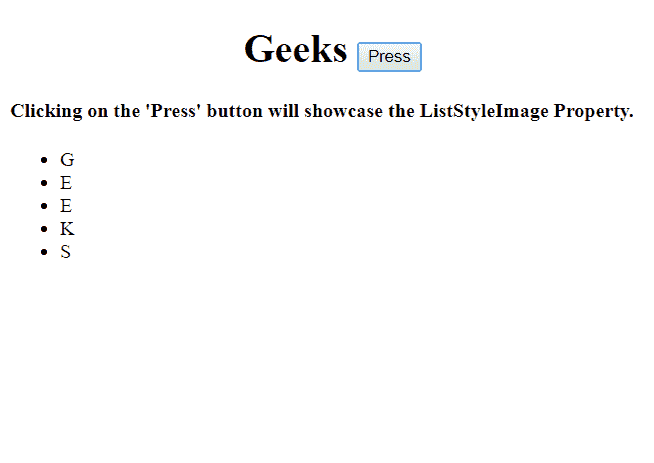 Geeks Press
Clicking on the 'Press' button will showcase the ListStyleImage Property.
G
E
E
K
S